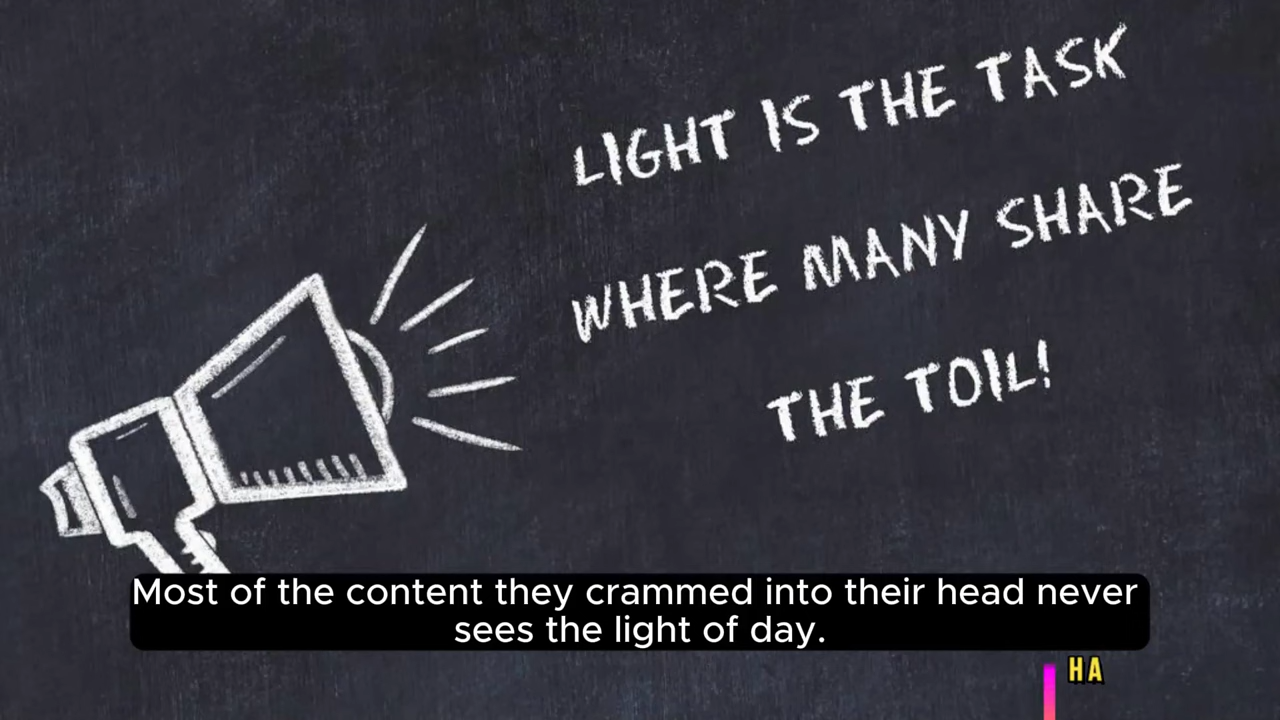 LIGHT IS THE TASK
WHERE MANY SHARE
THE TOIL!
Most of the content they crammed into their head never
sees the light of day.
HA